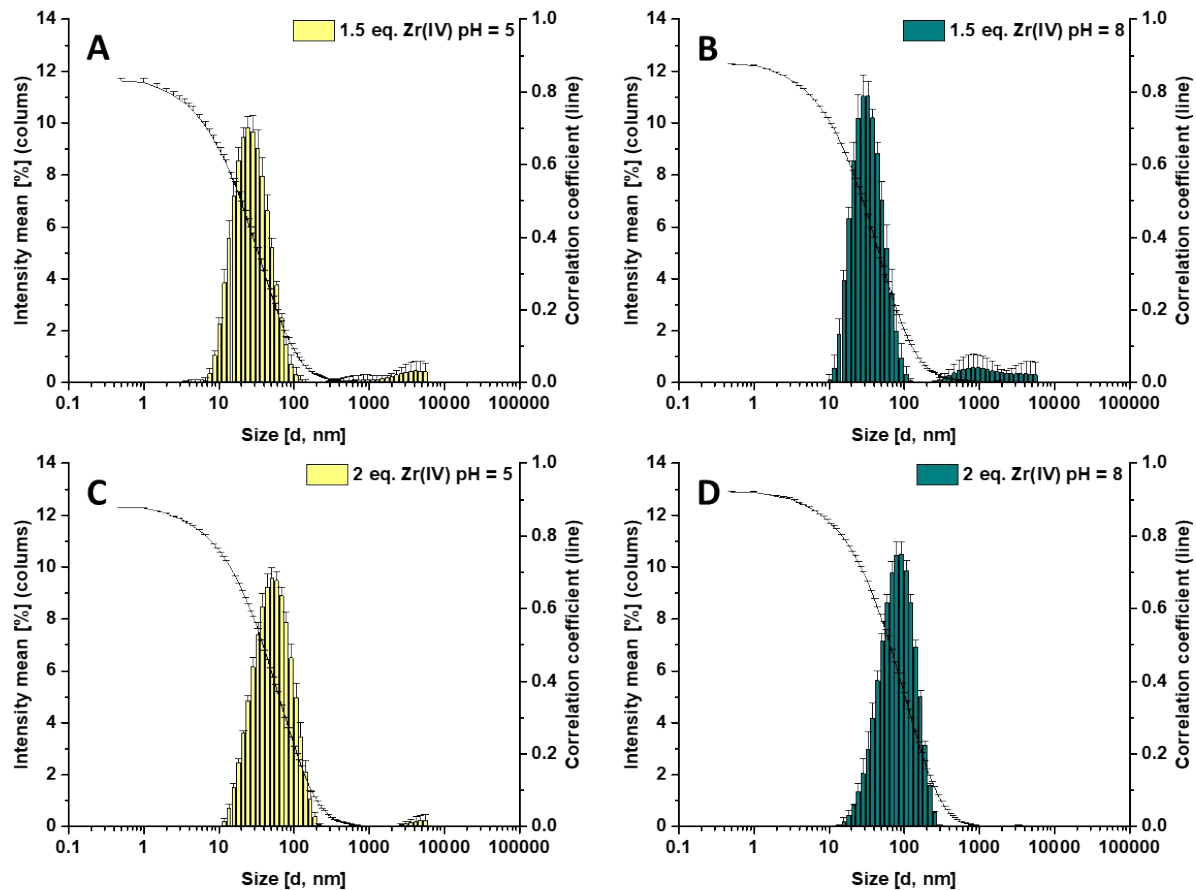 A
1.5 eq. Zr(IV) pH = 5
Intensity mean [%] (colums)
14
12
10
8
6
4
2
0
1.0
0.8
0.6
0.4
0.2
0.0
Correlation coefficient (line)
0.1 1 10 100 1000 10000 100000
Size [d, nm]
B
1.5 eq. Zr(IV) pH = 8
Intensity mean [%] (colums)
14
12
10
8
6
4
2
0
1.0
0.8
0.6
0.4
0.2
0.0
Correlation coefficient (line)
0.1 1 10 100 1000 10000 100000
Size [d, nm]
C
2 eq. Zr(IV) pH = 5
Intensity mean [%] (colums)
14
12
10
8
6
4
2
0
1.0
0.8
0.6
0.4
0.2
0.0
Correlation coefficient (line)
0.1 1 10 100 1000 10000 100000
Size [d, nm]
D
2 eq. Zr(IV) pH = 8
Intensity mean [%] (colums)
14
12
10
8
6
4
2
0
1.0
0.8
0.6
0.4
0.2
0.0
Correlation coefficient (line)
0.1 1 10 100 1000 10000 100000
Size [d, nm]